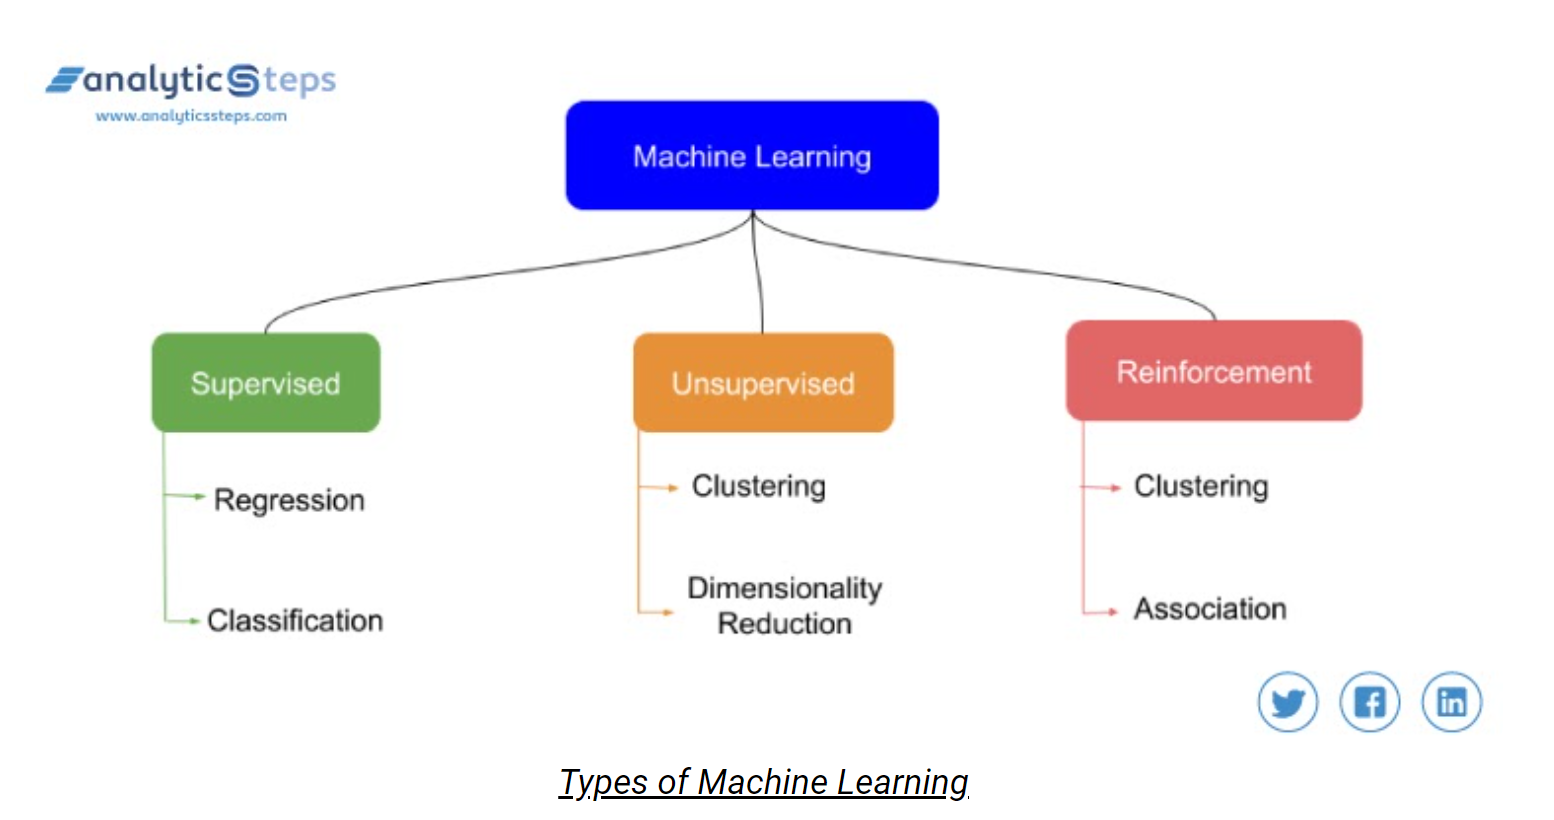 analyticSteps
www.analyticssteps.com
Machine Learning
Supervised
Unsupervised
Reinforcement
Regression
Classification
Clustering
Dimensionality
Reduction
Clustering
Association
Types of Machine Learning